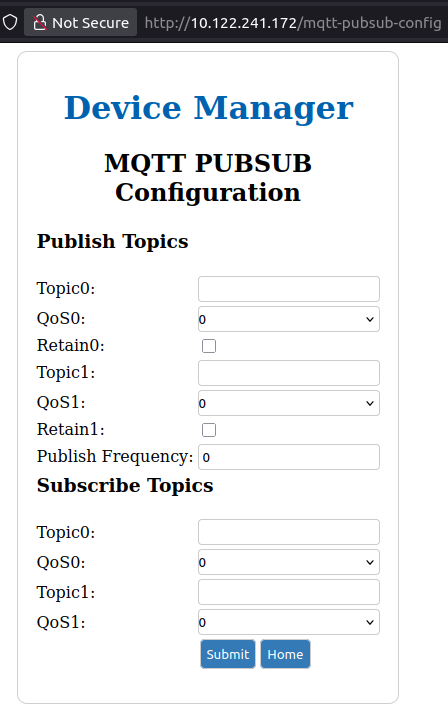 Not Secure http://10.122.241.172/mqtt-pubsub-config
Device Manager
MQTT PUBSUB
Configuration
Publish Topics
Topic0:
QoS0: 0
Retain0:
Topic1:
QoS1: 0
Retain1:
Publish Frequency: 0
Subscribe Topics
Topic0:
QoS0: 0
Topic1:
QoS1: 0
Submit Home